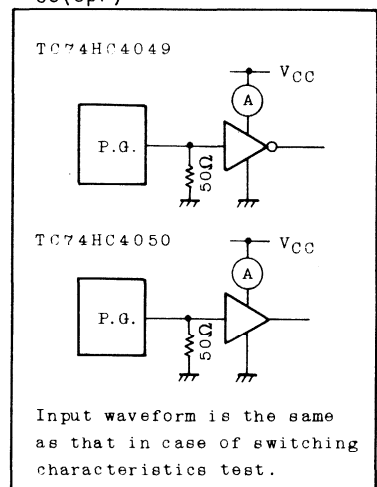 TC74HC4049
VCC
A
P.G.
50Ω
TC74HC4050
VCC
A
P.G.
50Ω
Input waveform is the same
as that in case of switching
characteristics test.